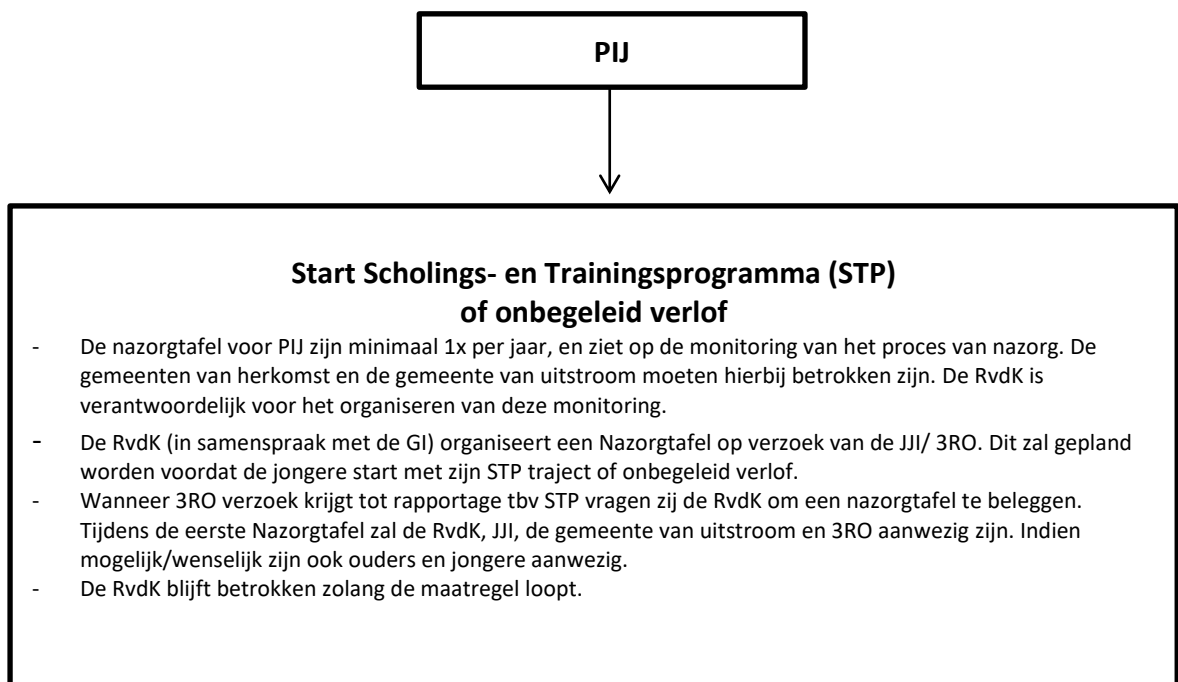 PIJ
Start Scholings- en Trainingsprogramma (STP)
of onbegeleid verlof
- De nazorgtafel voor PIJ zijn minimaal 1x per jaar, en ziet op de monitoring van het proces van nazorg. De
gemeenten van herkomst en de gemeente van uitstroom moeten hierbij betrokken zijn. De RvdK is
verantwoordelijk voor het organiseren van deze monitoring.
- De RvdK (in samenspraak met de GI) organiseert een Nazorgtafel op verzoek van de JJI/ 3RO. Dit zal gepland
worden voordat de jongere start met zijn STP traject of onbegeleid verlof.
- Wanneer 3RO verzoek krijgt tot rapportage tbv STP vragen zij de RvdK om een nazorgtafel te beleggen.
Tijdens de eerste Nazorgtafel zal de RvdK, JJI, de gemeente van uitstroom en 3RO aanwezig zijn. Indien
mogelijk/wenselijk zijn ook ouders en jongere aanwezig.
- De RvdK blijft betrokken zolang de maatregel loopt.